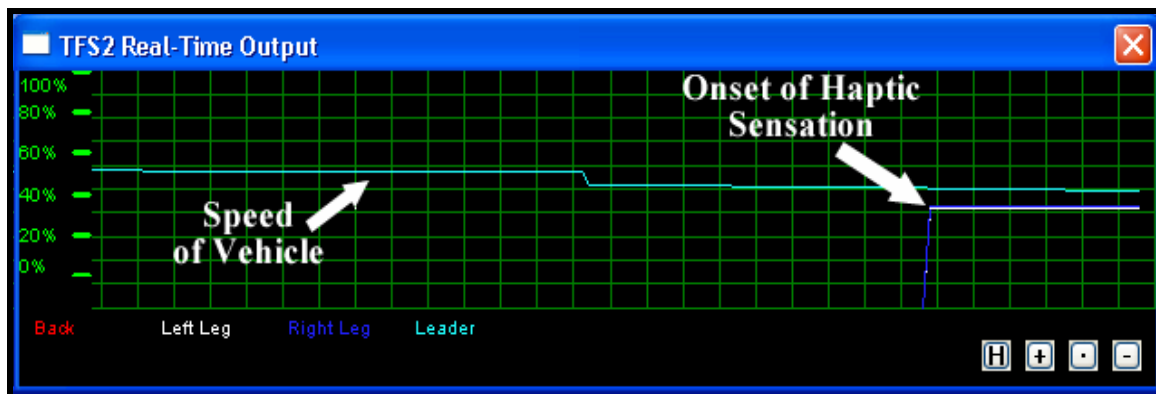 TFS2 Real-Time Output
100%
80%
60%
40%
20%
0%
Onset of Haptic
Sensation
Speed
of Vehicle
Back Left Leg Right Leg Leader
H + · -